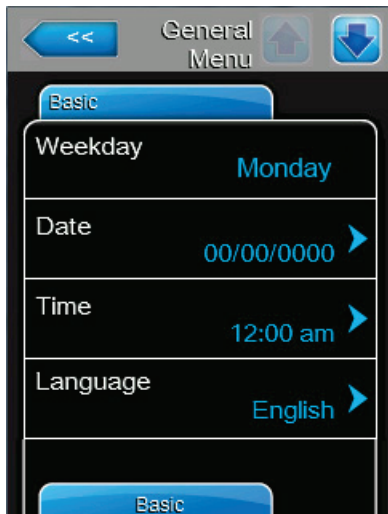 <<
General
Menu
Basic
Weekday
Monday
Date
00/00/0000
Time
12:00 am
Language
English
Basic